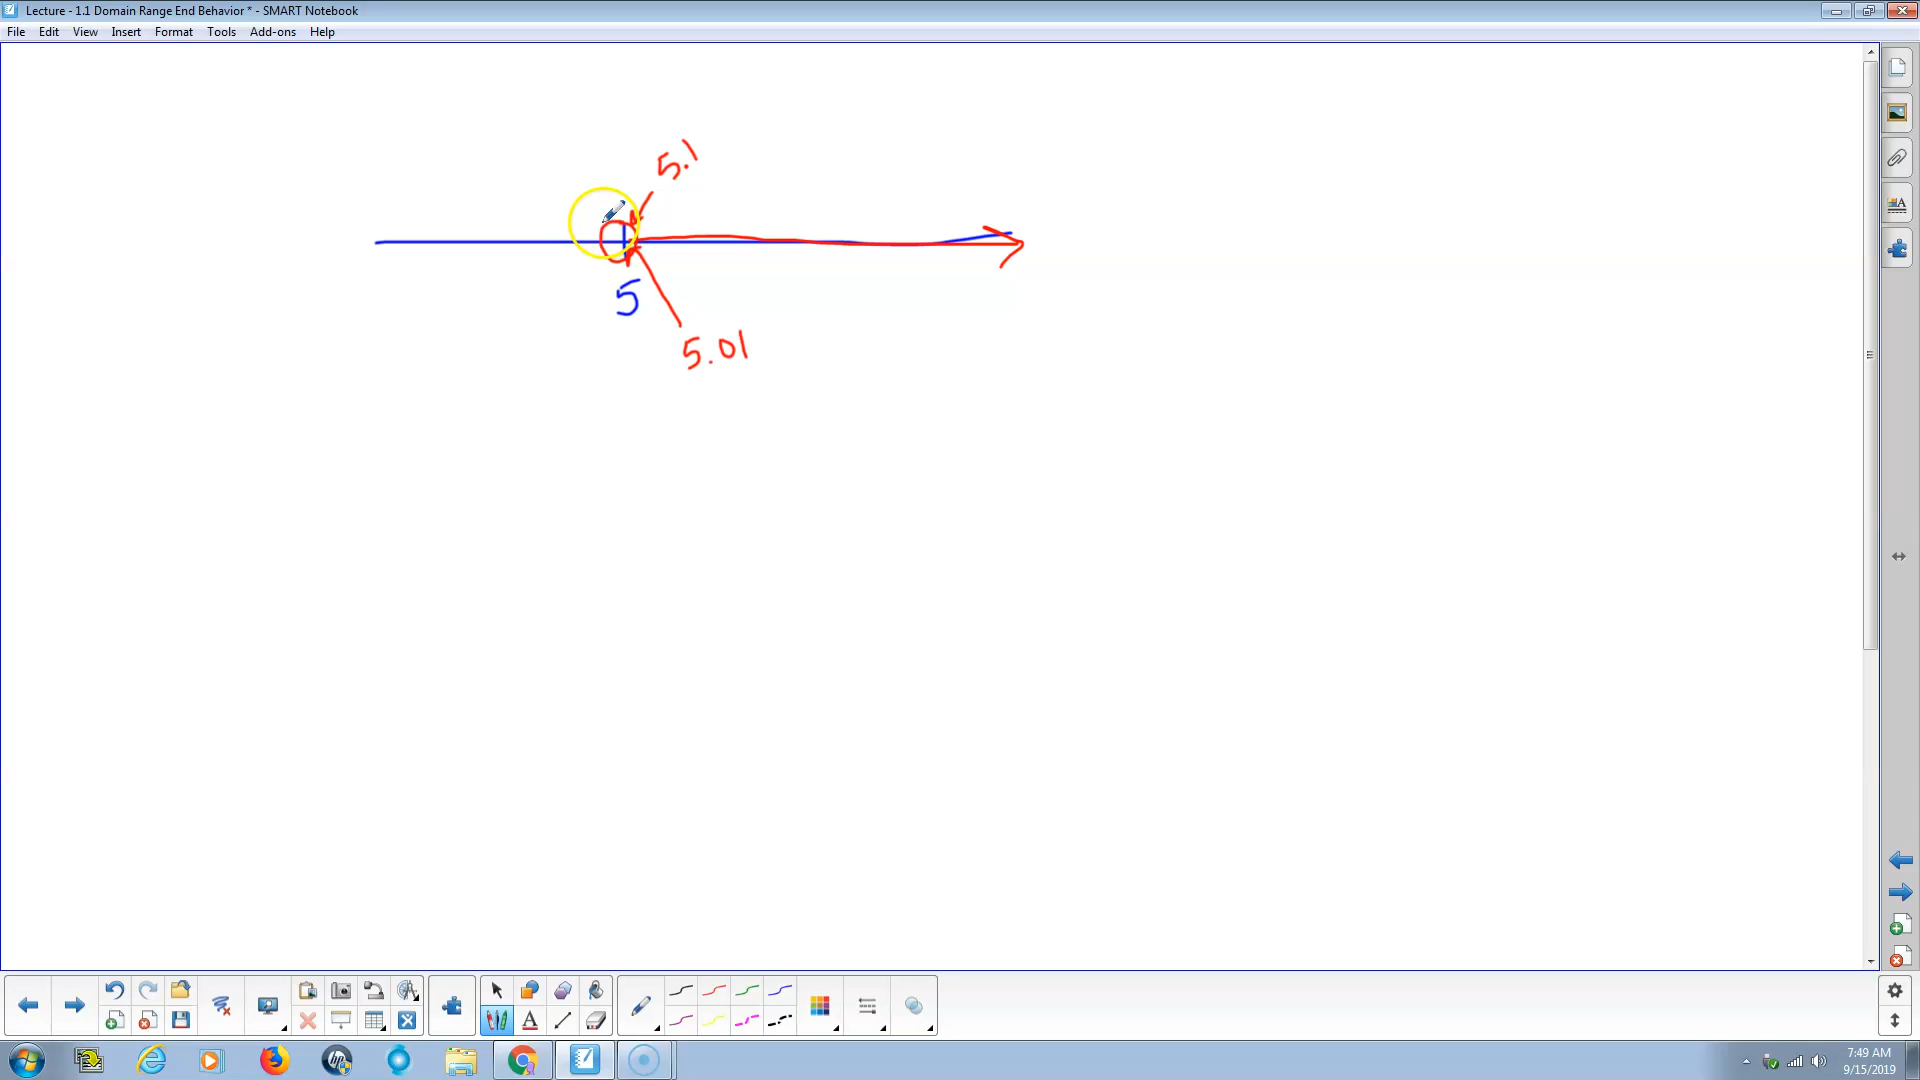 Lecture - 1.1 Domain Range End Behavior * - SMART Notebook
File Edit View Insert Format Tools Add-ons Help
5.1
5
5.01
7:49 AM
9/15/2019